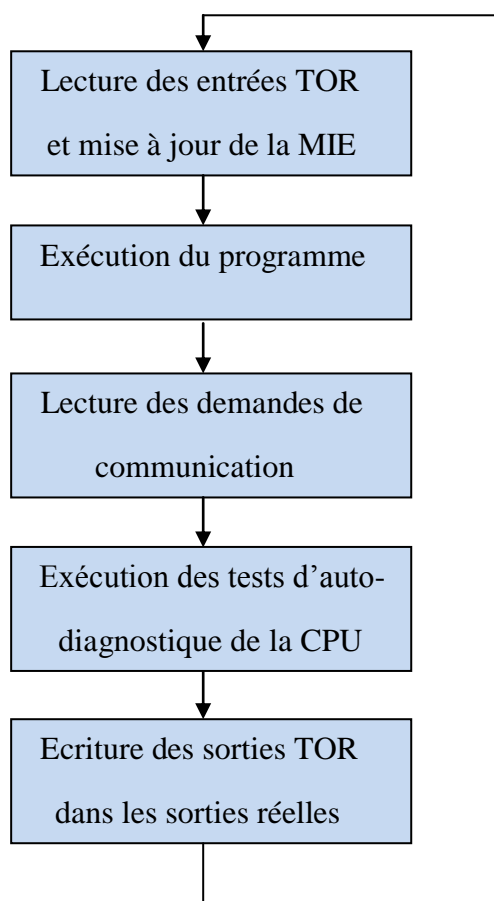 Lecture des entrées TOR
et mise à jour de la MIE
Exécution du programme
Lecture des demandes de
communication
Exécution des tests d’auto-
diagnostique de la CPU
Ecriture des sorties TOR
dans les sorties réelles